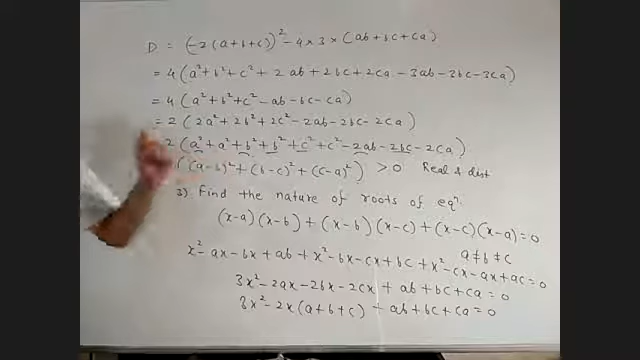 D = (-2(a+b+c))² - 4×3×(ab+bc+ca)
= 4(a²+b²+c²+2ab+2bc+2ca-3ab-3bc-3ca)
= 4(a²+b²+c²-ab-bc-ca)
= 2(2a²+2b²+2c²-2ab-2bc-2ca)
2(a²+a²+b²+b²+c²+c²-2ab-2bc-2ca)
((a-b)²+(b-c)²+(c-a)²) >0 Real & dist
3) Find the nature of roots of eqⁿ.
(x-a)(x-b)+(x-b)(x-c)+(x-c)(x-a)=0
a≠b≠c
x²-ax-bx+ab+x²-bx-cx+bc+x²-cx-ax+ac=0
3x²-2ax-2bx-2cx+ab+bc+ca=0
3x²-2x(a+b+c)+ab+bc+ca=0